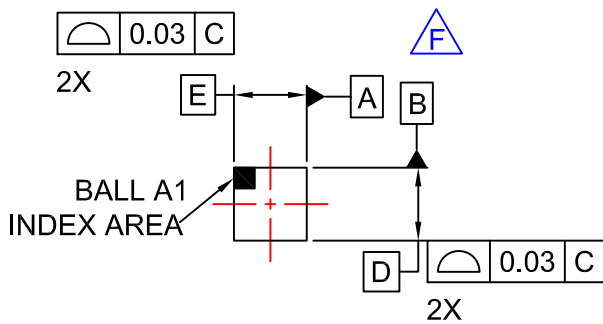 ⌓ 0.03 C
2X
F
E
A
B
BALL A1
INDEX AREA
D
⌓ 0.03 C
2X